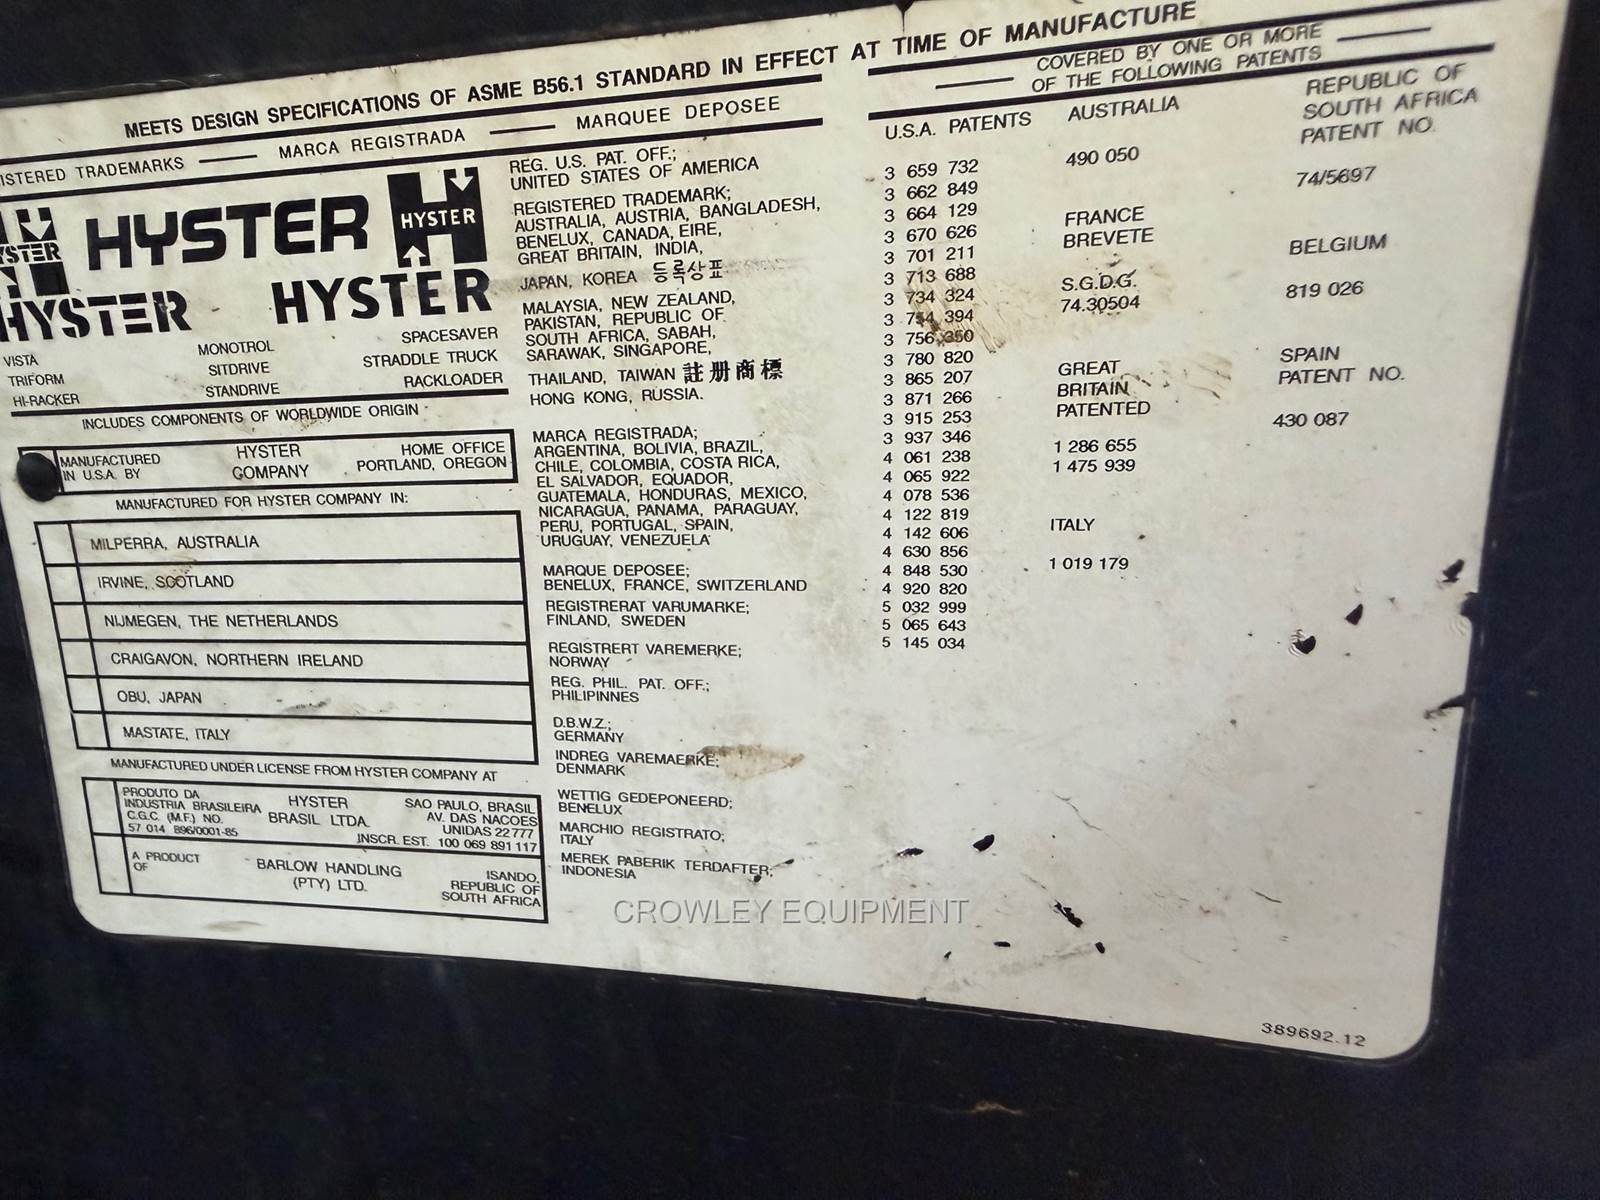 MEETS DESIGN SPECIFICATIONS OF ASME B56.1 STANDARD IN EFFECT AT TIME OF MANUFACTURE
ISTERED TRADEMARKS MARCA REGISTRADA MARQUEE DEPOSEE
HYSTER HYSTER
HYSTER HYSTER
VISTA MONOTROL SPACESAVER
TRIFORM SITDRIVE STRADDLE TRUCK
HI-RACKER STANDRIVE RACKLOADER
INCLUDES COMPONENTS OF WORLDWIDE ORIGIN
MANUFACTURED HYSTER HOME OFFICE
IN U.S.A. BY COMPANY PORTLAND, OREGON
MANUFACTURED FOR HYSTER COMPANY IN:
MILPERRA, AUSTRALIA
IRVINE, SCOTLAND
NIJMEGEN, THE NETHERLANDS
CRAIGAVON, NORTHERN IRELAND
OBU, JAPAN
MASTATE, ITALY
MANUFACTURED UNDER LICENSE FROM HYSTER COMPANY AT
PRODUTO DA
INDUSTRIA BRASILEIRA
C.G.C. (M.F.) NO.
57 014 896/0001-85
HYSTER
BRASIL LTDA.
SAO PAULO, BRASIL
AV. DAS NACOES
UNIDAS 22777
INSCR. EST. 100 069 891 117
A PRODUCT
OF
BARLOW HANDLING
(PTY) LTD.
ISANDO,
REPUBLIC OF
SOUTH AFRICA
REG. U.S. PAT. OFF.;
UNITED STATES OF AMERICA
REGISTERED TRADEMARK;
AUSTRALIA, AUSTRIA, BANGLADESH,
BENELUX, CANADA, EIRE,
GREAT BRITAIN, INDIA,
JAPAN, KOREA 등록상표
MALAYSIA, NEW ZEALAND,
PAKISTAN, REPUBLIC OF
SOUTH AFRICA, SABAH,
SARAWAK, SINGAPORE,
THAILAND, TAIWAN 註册商標
HONG KONG, RUSSIA.
MARCA REGISTRADA;
ARGENTINA, BOLIVIA, BRAZIL,
CHILE, COLOMBIA, COSTA RICA,
EL SALVADOR, EQUADOR,
GUATEMALA, HONDURAS, MEXICO,
NICARAGUA, PANAMA, PARAGUAY,
PERU, PORTUGAL, SPAIN,
URUGUAY, VENEZUELA
MARQUE DEPOSEE;
BENELUX, FRANCE, SWITZERLAND
REGISTRERAT VARUMARKE;
FINLAND, SWEDEN
REGISTRERT VAREMERKE;
NORWAY
REG. PHIL. PAT. OFF.;
PHILIPINNES
D.B.W.Z.;
GERMANY
INDREG VAREMAERKE;
DENMARK
WETTIG GEDEPONEERD;
BENELUX
MARCHIO REGISTRATO;
ITALY
MEREK PABERIK TERDAFTER;
INDONESIA
COVERED BY ONE OR MORE
OF THE FOLLOWING PATENTS
U.S.A. PATENTS
3 659 732
3 662 849
3 664 129
3 670 626
3 701 211
3 713 688
3 734 324
3 754 394
3 756 350
3 780 820
3 865 207
3 871 266
3 915 253
3 937 346
4 061 238
4 065 922
4 078 536
4 122 819
4 142 606
4 630 856
4 848 530
4 920 820
5 032 999
5 065 643
5 145 034
AUSTRALIA
490 050
FRANCE
BREVETE
S.G.D.G.
74.30504
GREAT
BRITAIN
PATENTED
1 286 655
1 475 939
ITALY
1 019 179
REPUBLIC OF
SOUTH AFRICA
PATENT NO.
74/5697
BELGIUM
819 026
SPAIN
PATENT NO.
430 087
CROWLEY EQUIPMENT
389692.12